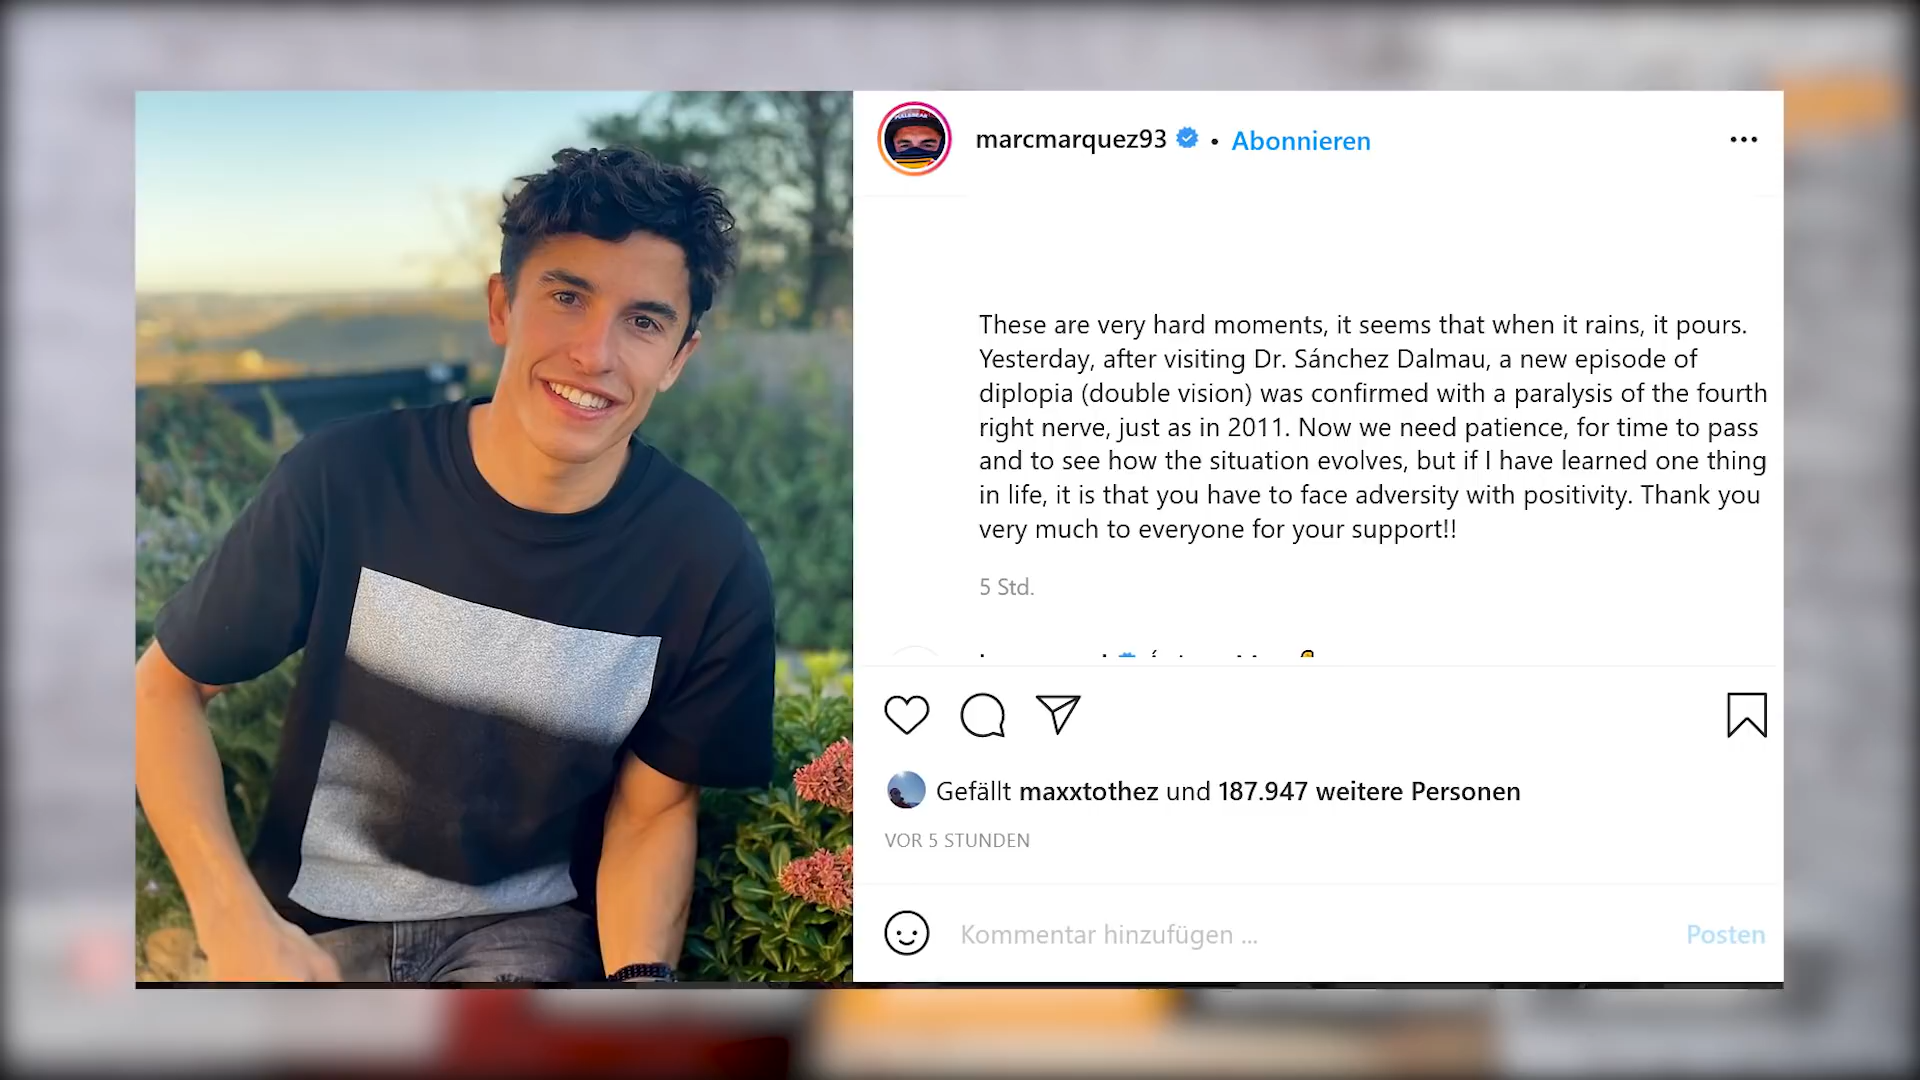 marcmarquez93 • Abonnieren
These are very hard moments, it seems that when it rains, it pours.
Yesterday, after visiting Dr. Sánchez Dalmau, a new episode of
diplopia (double vision) was confirmed with a paralysis of the fourth
right nerve, just as in 2011. Now we need patience, for time to pass
and to see how the situation evolves, but if I have learned one thing
in life, it is that you have to face adversity with positivity. Thank you
very much to everyone for your support!!
5 Std.
Gefällt maxxtothez und 187.947 weitere Personen
VOR 5 STUNDEN
Kommentar hinzufügen ...
Posten